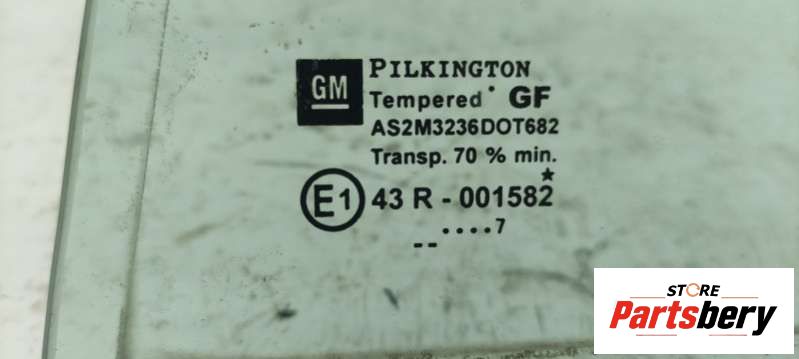 GM
PILKINGTON
Tempered • GF
AS2M3236DOT682
Transp. 70 % min.
E1 43 R - 001582
★
....7
--
STORE
Partsbery